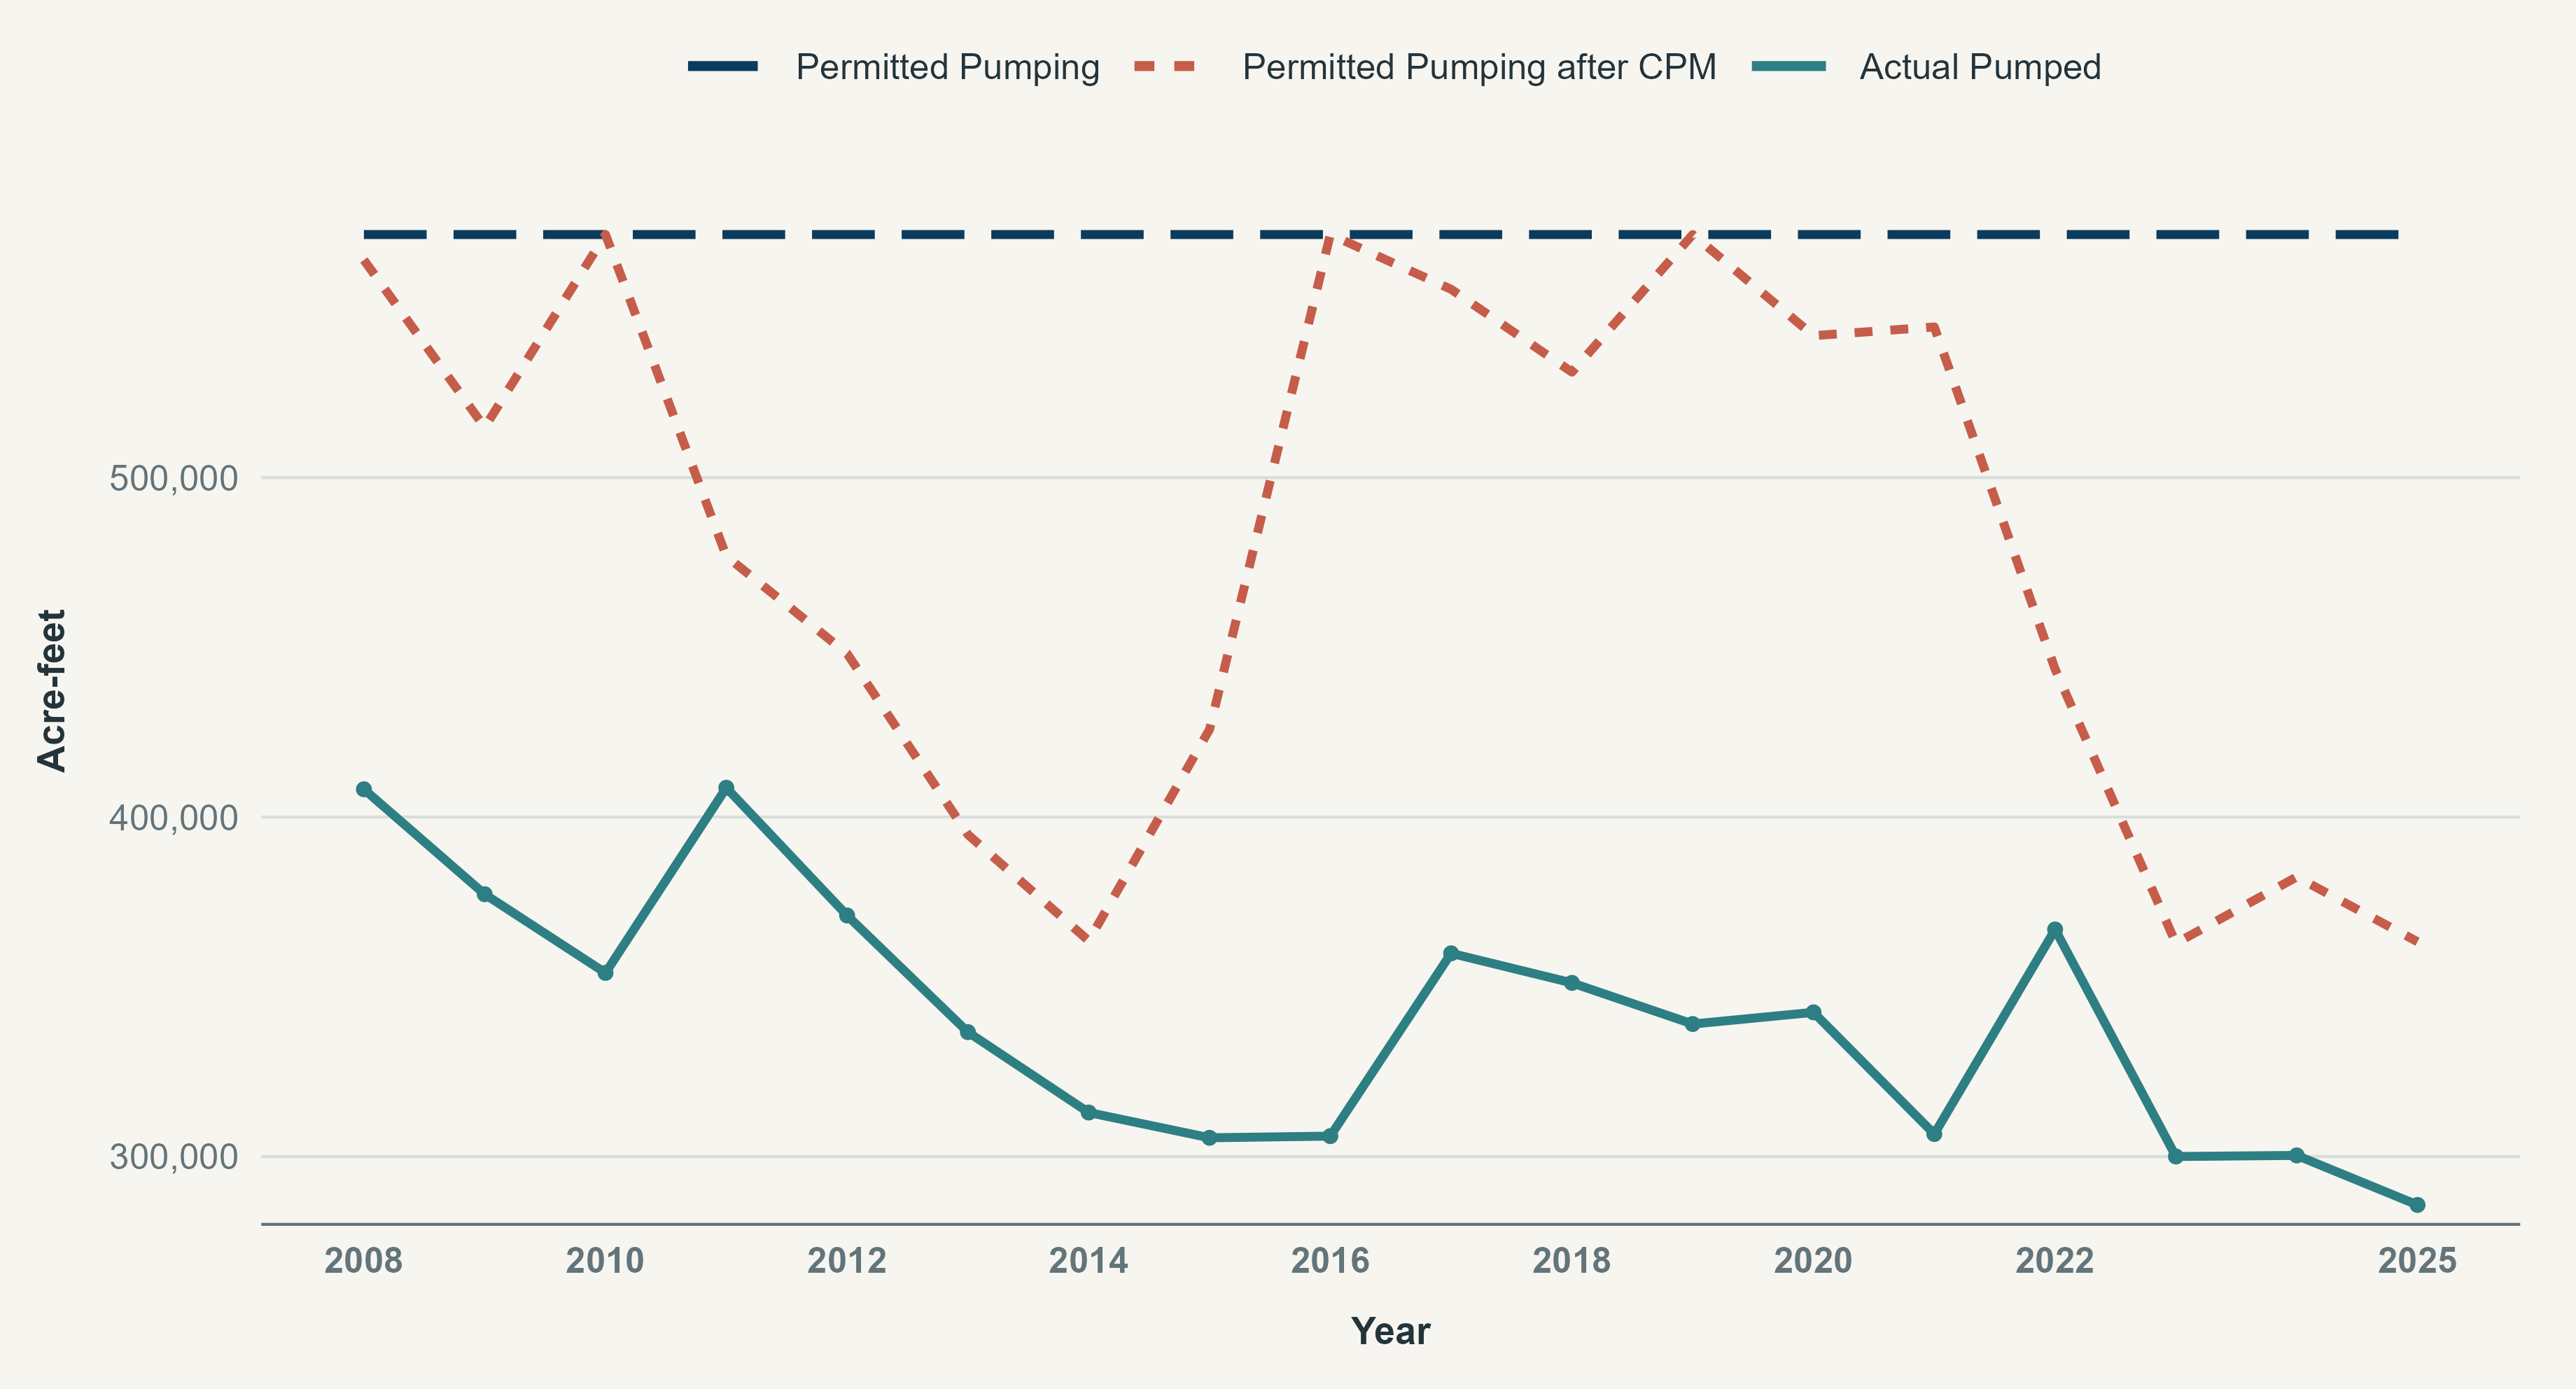 Permitted Pumping Permitted Pumping after CPM Actual Pumped
500,000
400,000
300,000
Acre-feet
2008 2010 2012 2014 2016 2018 2020 2022 2025
Year